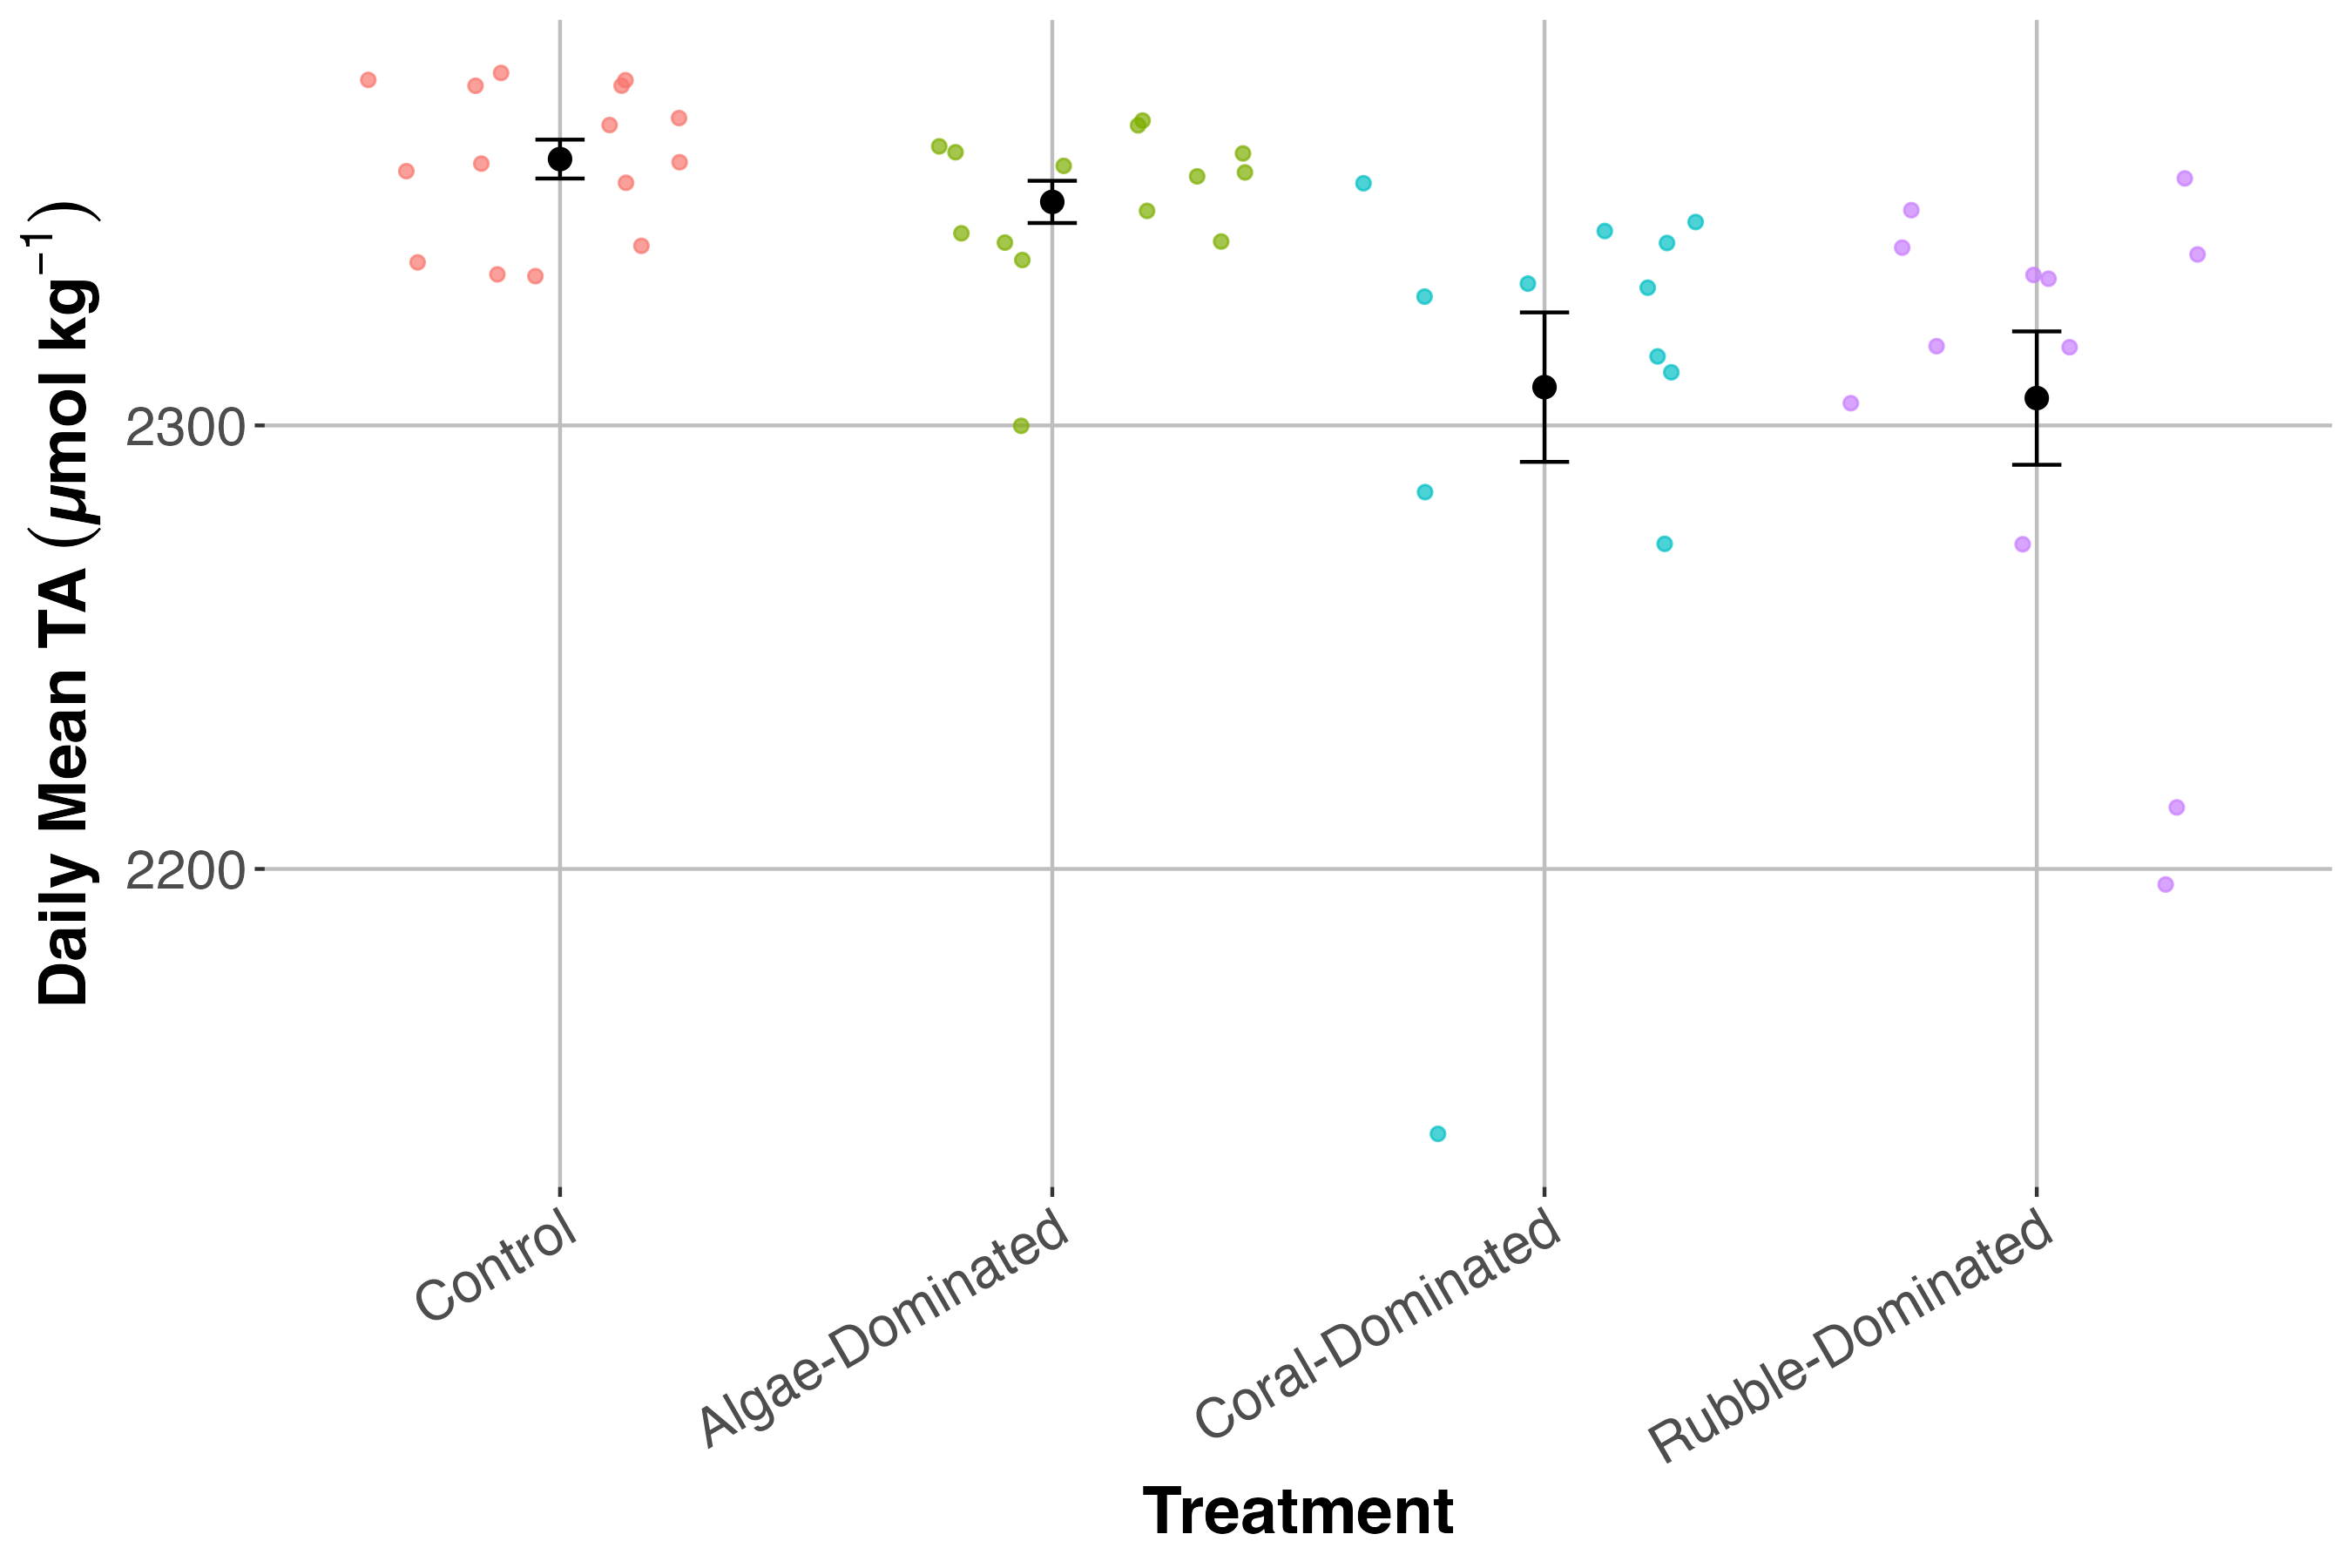 Daily Mean TA (µmol kg⁻¹)
2300
2200
Control
Algae-Dominated
Coral-Dominated
Rubble-Dominated
Treatment